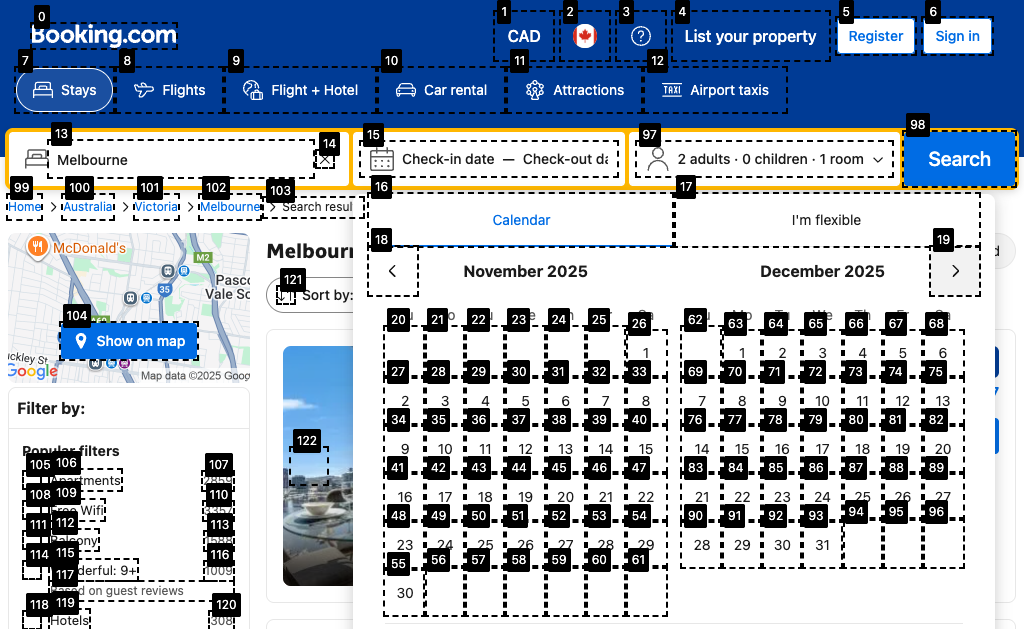 0
Booking.com
1
CAD
2
3
4
List your property
5
Register
6
Sign in
7
Stays
8
Flights
9
Flight + Hotel
10
Car rental
11
Attractions
12
Airport taxis
13
Melbourne
14
15
Check-in date — Check-out da
97
2 adults · 0 children · 1 room
98
Search
99 100 101 102 103
Home > Australia > Victoria > Melbourne > Search resul
16
Calendar
17
I'm flexible
18
November 2025
December 2025
19
20 21 22 23 24 25 26
1
27 28 29 30 31 32 33
2 3 4 5 6 7 8
34 35 36 37 38 39 40
9 10 11 12 13 14 15
41 42 43 44 45 46 47
16 17 18 19 20 21 22
48 49 50 51 52 53 54
23 24 25 26 27 28 29
55 56 57 58 59 60 61
30
62 63 64 65 66 67 68
1 2 3 4 5 6
69 70 71 72 73 74 75
7 8 9 10 11 12 13
76 77 78 79 80 81 82
14 15 16 17 18 19 20
83 84 85 86 87 88 89
21 22 23 24 25 26 27
90 91 92 93 94 95 96
28 29 30 31
McDonald's
M2
35
Pasco
Vale So
104
Show on map
ckley St
Google
Map data ©2025 Goog
Melbourn
121
Sort by:
122
Filter by:
Popular filters
105 106 107
Apartments
108 109 110
Free Wifi
111 112 113
Balcony
114 115 116
derful: 9+ 1009
117
Based on guest reviews
118 119 120
Hotels 308